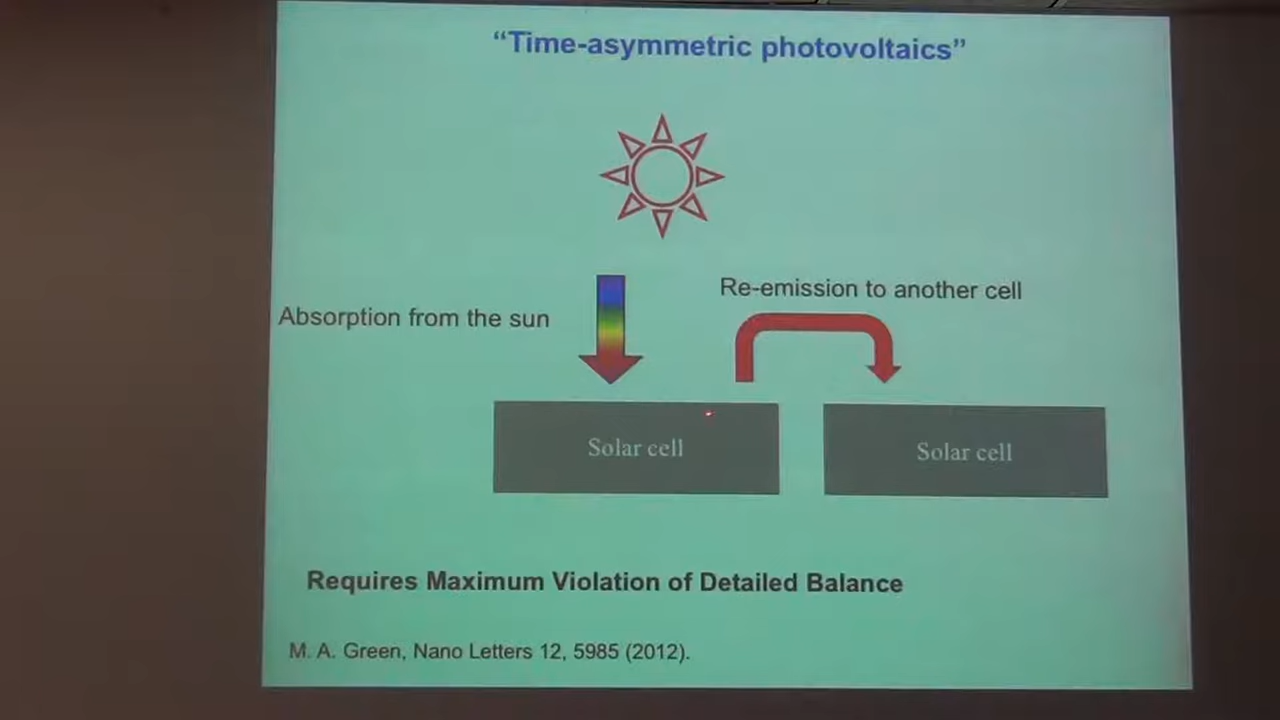 “Time-asymmetric photovoltaics”
Re-emission to another cell
Absorption from the sun
Solar cell
Solar cell
Requires Maximum Violation of Detailed Balance
M. A. Green, Nano Letters 12, 5985 (2012).